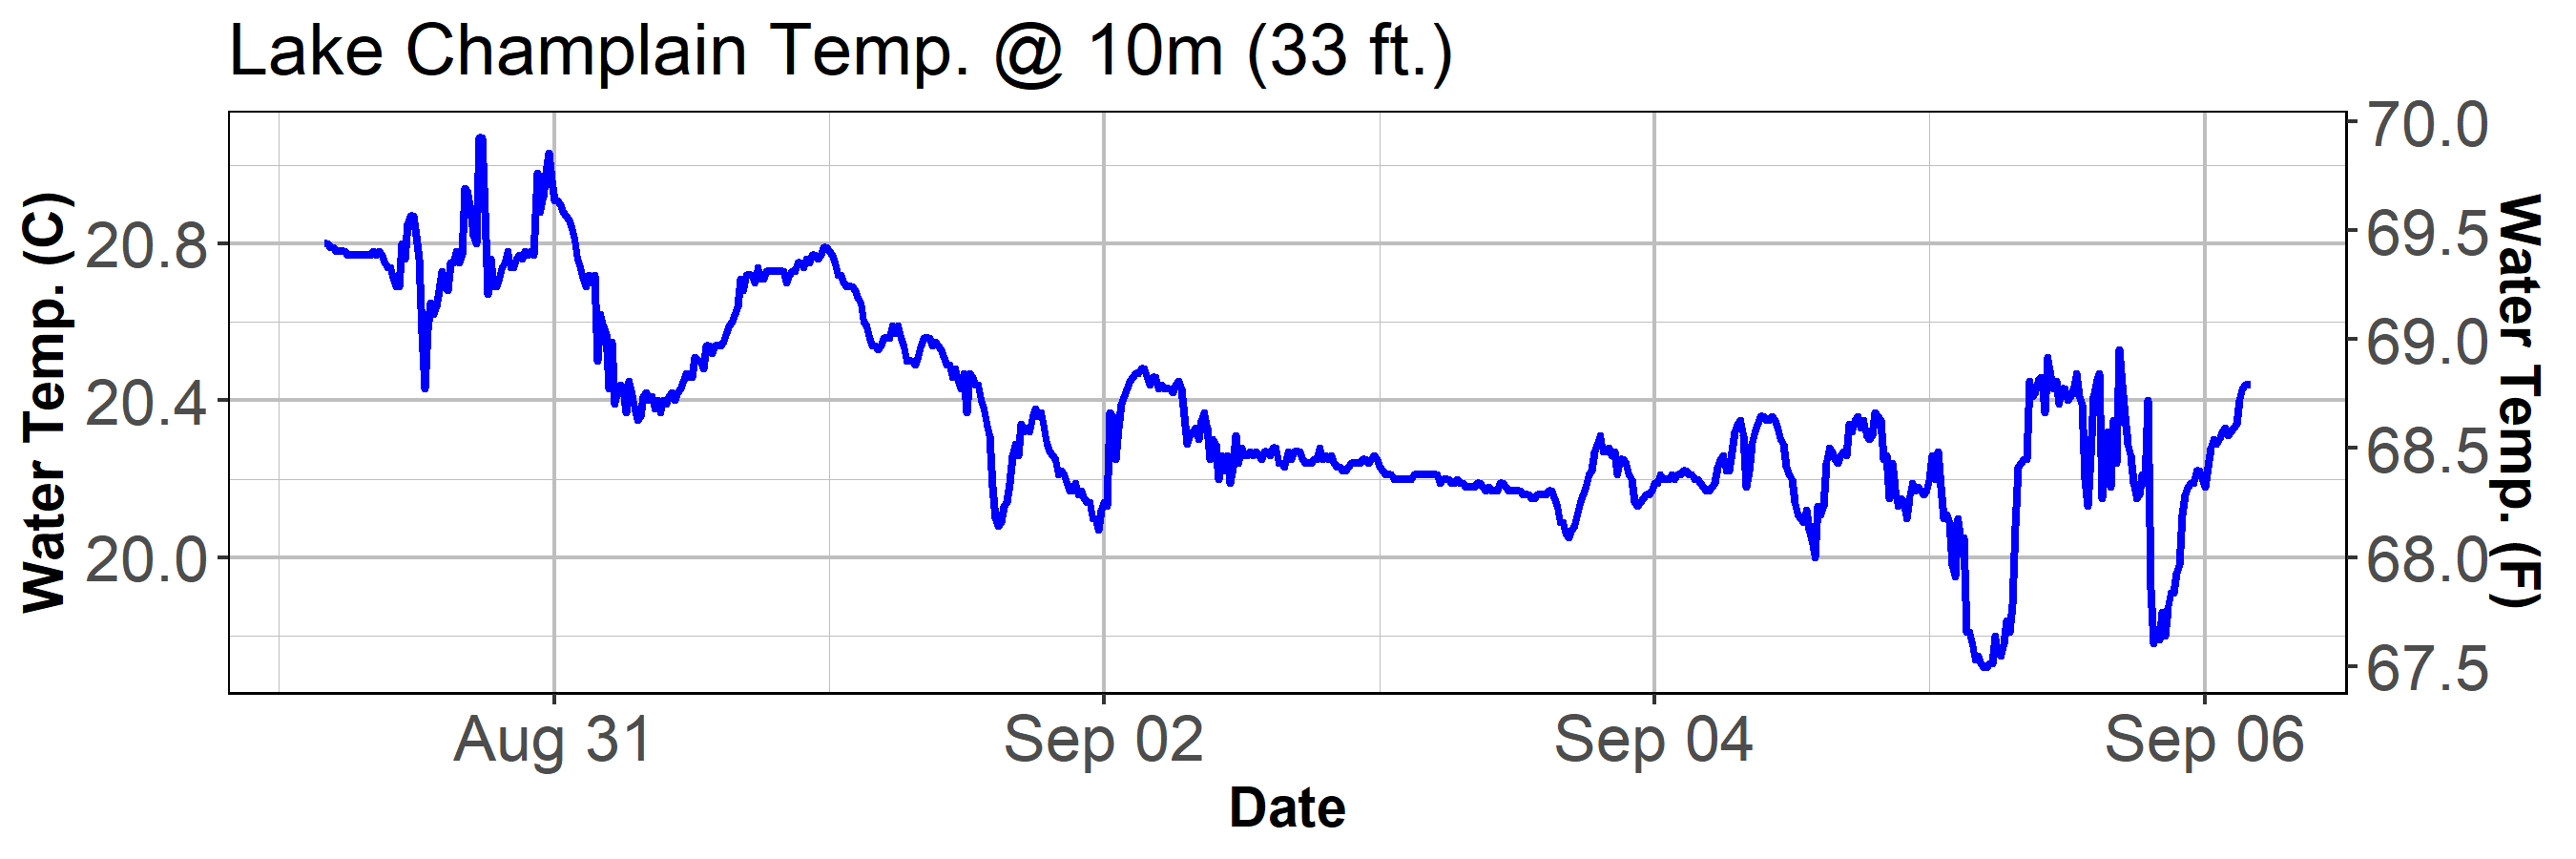 Lake Champlain Temp. @ 10m (33 ft.)
Water Temp. (C)
20.8
20.4
20.0
70.0
69.5
69.0
68.5
68.0
67.5
Water Temp. (F)
Aug 31 Sep 02 Sep 04 Sep 06
Date